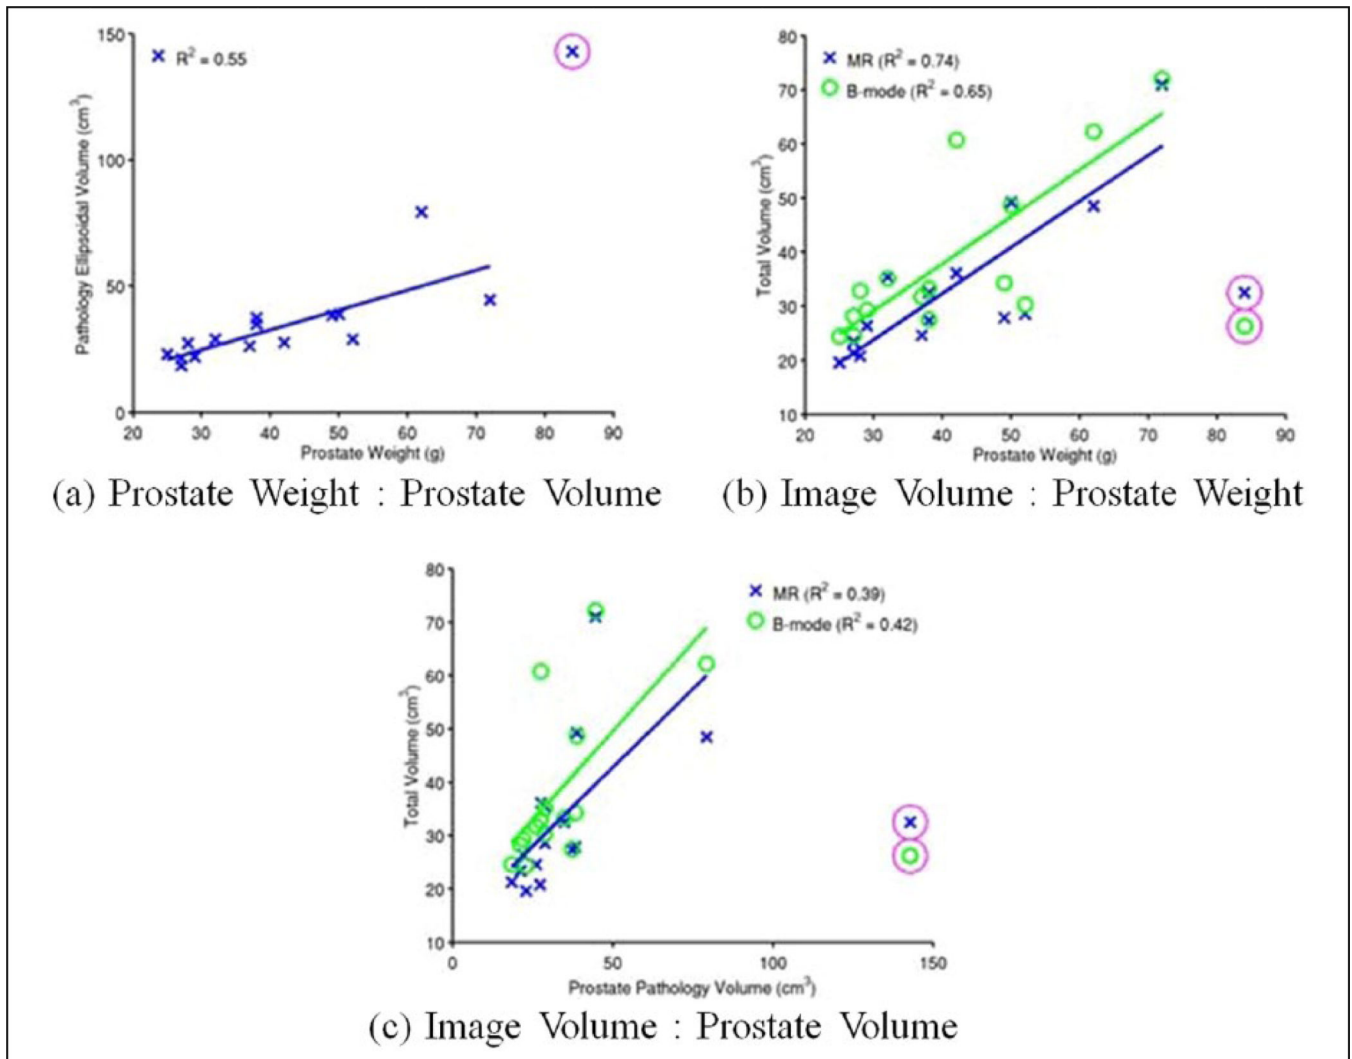 150
100
50
0
Pathology Ellipsoidal Volume (cm³)
R² = 0.55
20 30 40 50 60 70 80 90
Prostate Weight (g)
(a) Prostate Weight : Prostate Volume
80
70
60
50
40
30
20
10
Total Volume (cm³)
MR (R² = 0.74)
B-mode (R² = 0.65)
20 30 40 50 60 70 80 90
Prostate Weight (g)
(b) Image Volume : Prostate Weight
80
70
60
50
40
30
20
10
Total Volume (cm³)
MR (R² = 0.39)
B-mode (R² = 0.42)
0 50 100 150
Prostate Pathology Volume (cm³)
(c) Image Volume : Prostate Volume